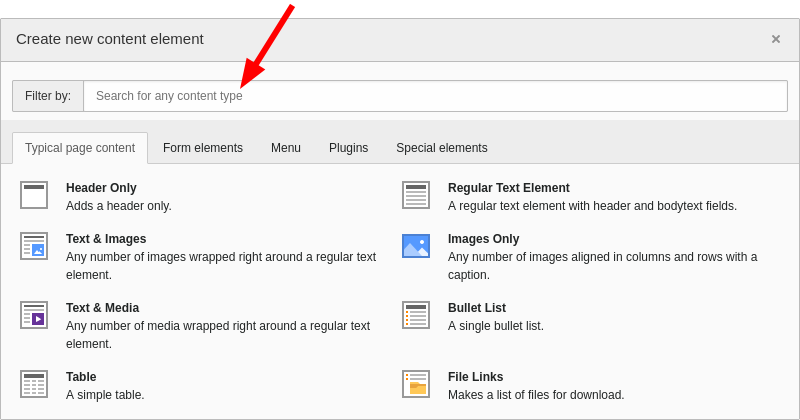 Create new content element ×
Filter by: Search for any content type
Typical page content Form elements Menu Plugins Special elements
Header Only
Adds a header only.
Regular Text Element
A regular text element with header and bodytext fields.
Text & Images
Any number of images wrapped right around a regular text
element.
Images Only
Any number of images aligned in columns and rows with a
caption.
Text & Media
Any number of media wrapped right around a regular text
element.
Bullet List
A single bullet list.
Table
A simple table.
File Links
Makes a list of files for download.